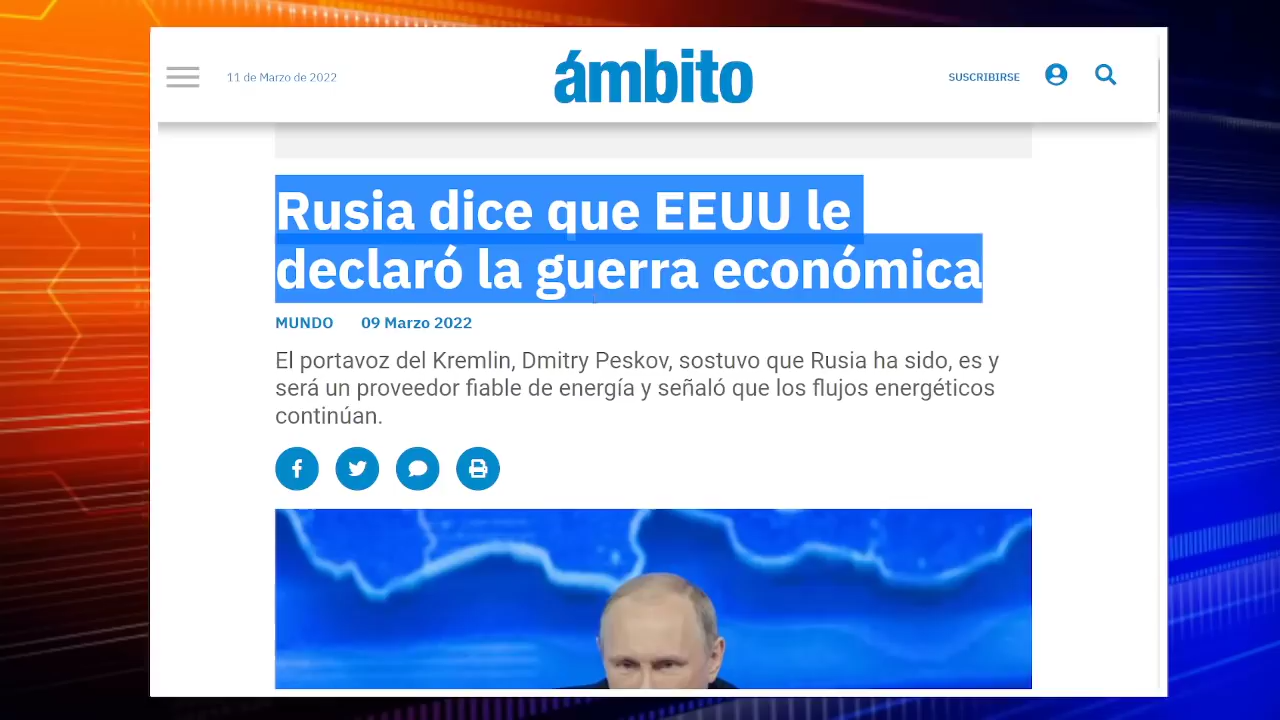 11 de Marzo de 2022
ámbito
SUSCRIBIRSE
Rusia dice que EEUU le
declaró la guerra económica
MUNDO 09 Marzo 2022
El portavoz del Kremlin, Dmitry Peskov, sostuvo que Rusia ha sido, es y
será un proveedor fiable de energía y señaló que los flujos energéticos
continúan.